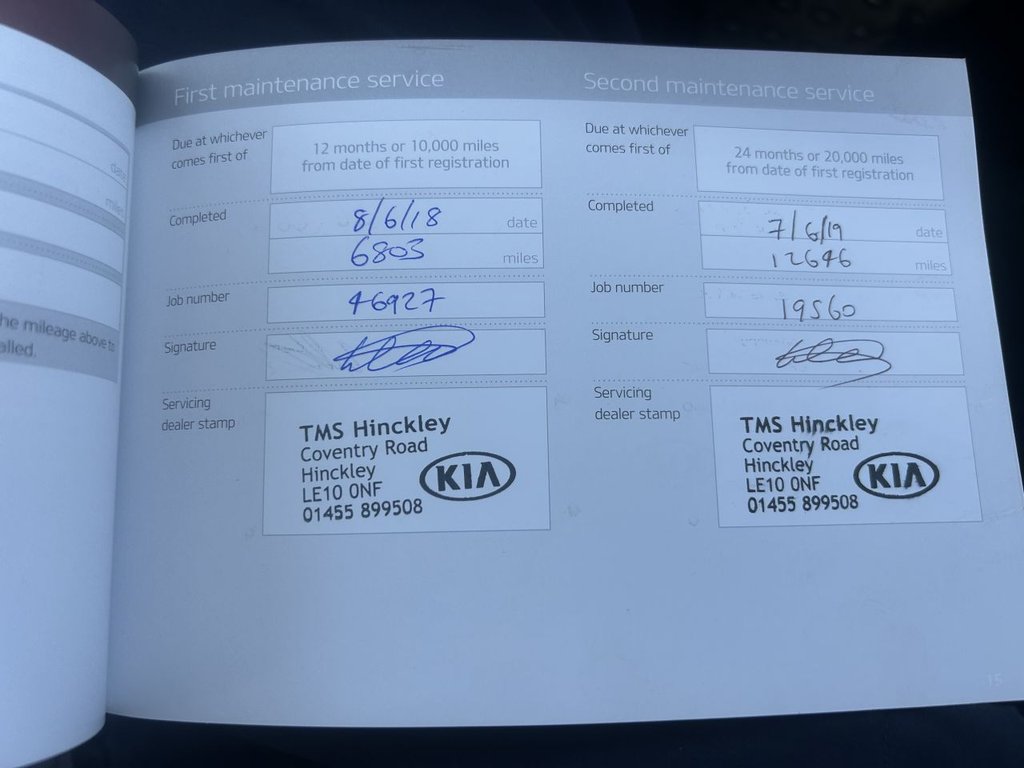 date
miles
he mileage above to
alled.
First maintenance service
Due at whichever
comes first of
12 months or 10,000 miles
from date of first registration
Completed
8/6/18 date
6803 miles
Job number
46927
Signature
Servicing
dealer stamp
TMS Hinckley
Coventry Road
Hinckley
LE10 0NF
01455 899508
KIA
Second maintenance service
Due at whichever
comes first of
24 months or 20,000 miles
from date of first registration
Completed
7/6/19 date
12646 miles
Job number
19560
Signature
Servicing
dealer stamp
TMS Hinckley
Coventry Road
Hinckley
LE10 0NF
01455 899508
KIA
15